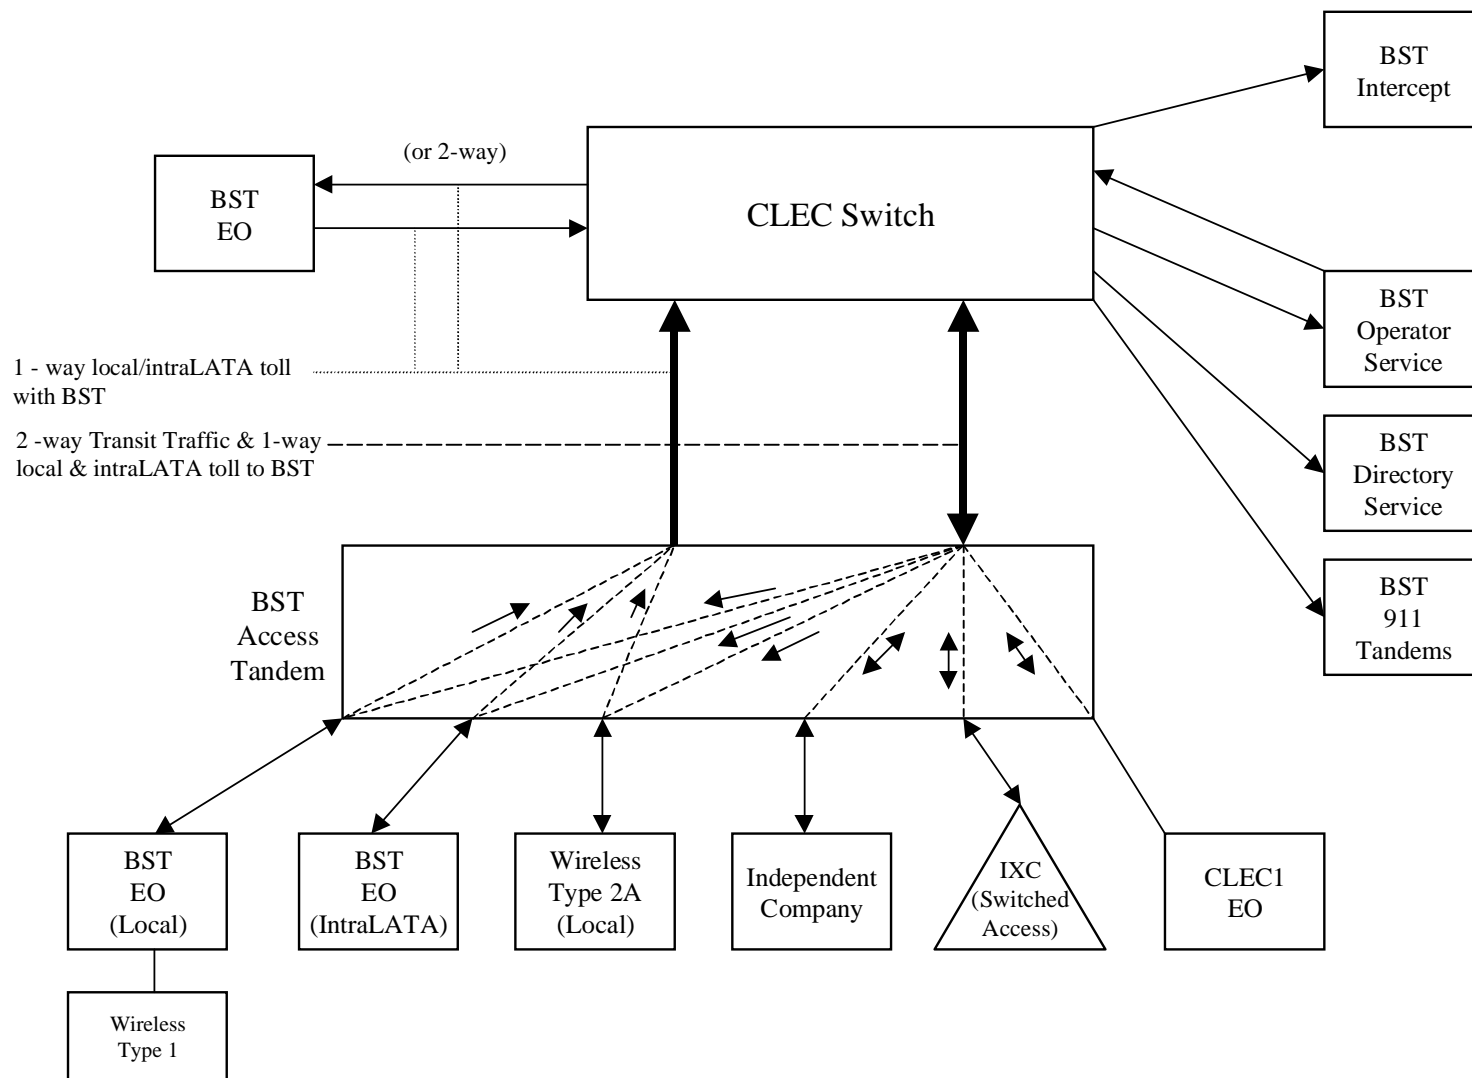 BST
Intercept
(or 2-way)
BST
EO
CLEC Switch
BST
Operator
Service
1 - way local/intraLATA toll
with BST
2 -way Transit Traffic & 1-way
local & intraLATA toll to BST
BST
Directory
Service
BST
911
Tandems
BST
Access
Tandem
BST
EO
(Local)
BST
EO
(IntraLATA)
Wireless
Type 2A
(Local)
Independent
Company
IXC
(Switched
Access)
CLEC1
EO
Wireless
Type 1